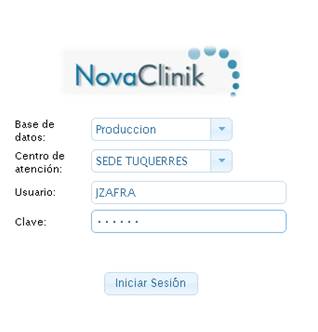 NovaClinik
Base de
datos:
Produccion
Centro de
atención:
SEDE TUQUERRES
Usuario:
JZAFRA
Clave:
••••••
Iniciar Sesión